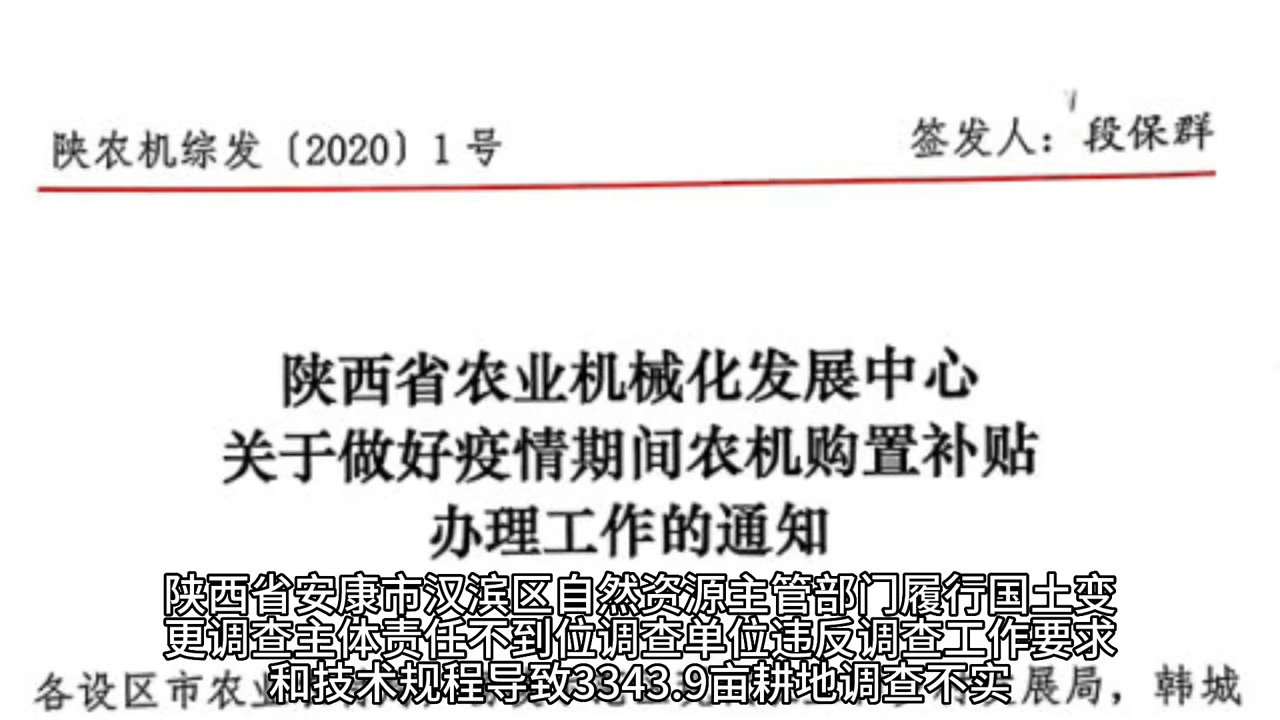 陕农机综发〔2020〕1号 签发人：段保群
陕西省农业机械化发展中心
关于做好疫情期间农机购置补贴
办理工作的通知
陕西省安康市汉滨区自然资源主管部门履行国土变
更调查主体责任不到位调查单位违反调查工作要求
和技术规程导致3343.9亩耕地调查不实
各设区市农业 展局，韩城